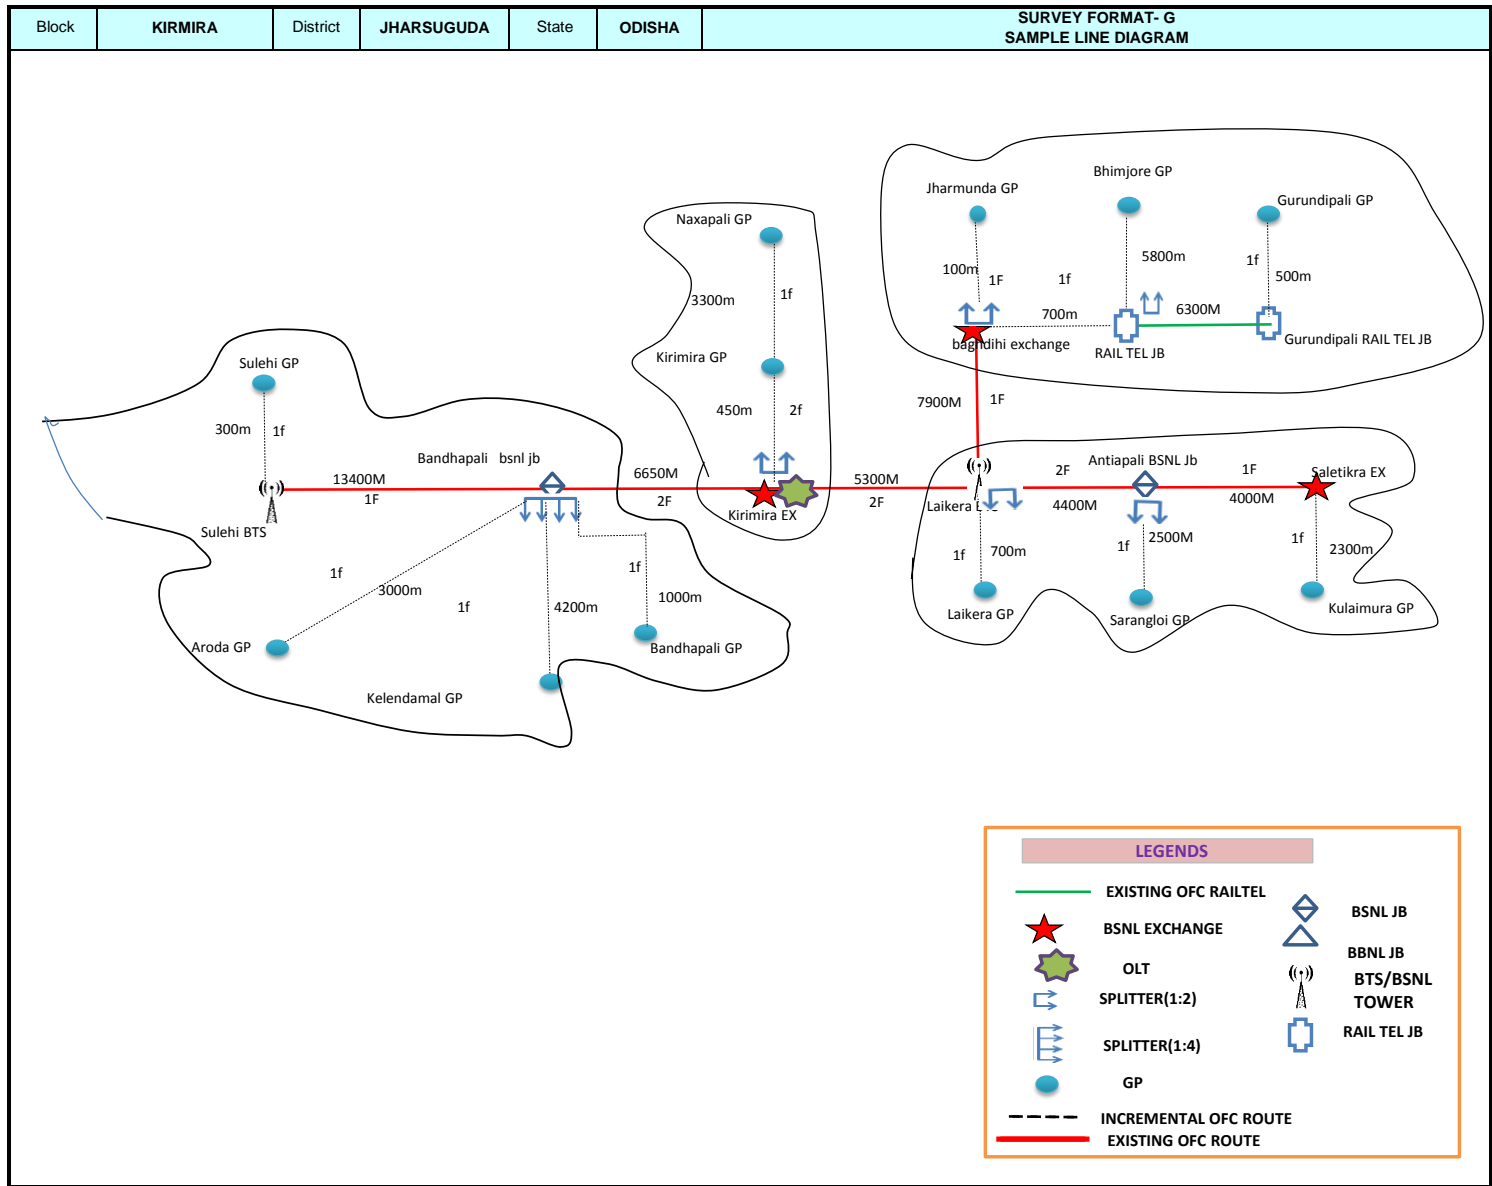 Block KIRMIRA District JHARSUGUDA State ODISHA SURVEY FORMAT- G
SAMPLE LINE DIAGRAM
Jharmunda GP
Bhimjore GP
Gurundipali GP
100m
1F
1f
5800m
1f
500m
700m
6300M
baghdihi exchange
RAIL TEL JB
Gurundipali RAIL TEL JB
7900M
1F
Naxapali GP
3300m
1f
Kirimira GP
450m
2f
Kirimira EX
Sulehi GP
300m
1f
13400M
1F
Sulehi BTS
Bandhapali bsnl jb
6650M
2F
5300M
2F
1f
3000m
1f
4200m
1f
1000m
Aroda GP
Kelendamal GP
Bandhapali GP
Laikera
2F
4400M
Antiapali BSNL Jb
1F
4000M
Saletikra EX
1f
700m
1f
2500M
1f
2300m
Laikera GP
Sarangloi GP
Kulaimura GP
LEGENDS
EXISTING OFC RAILTEL
BSNL EXCHANGE
OLT
SPLITTER(1:2)
SPLITTER(1:4)
GP
INCREMENTAL OFC ROUTE
EXISTING OFC ROUTE
BSNL JB
BBNL JB
BTS/BSNL
TOWER
RAIL TEL JB